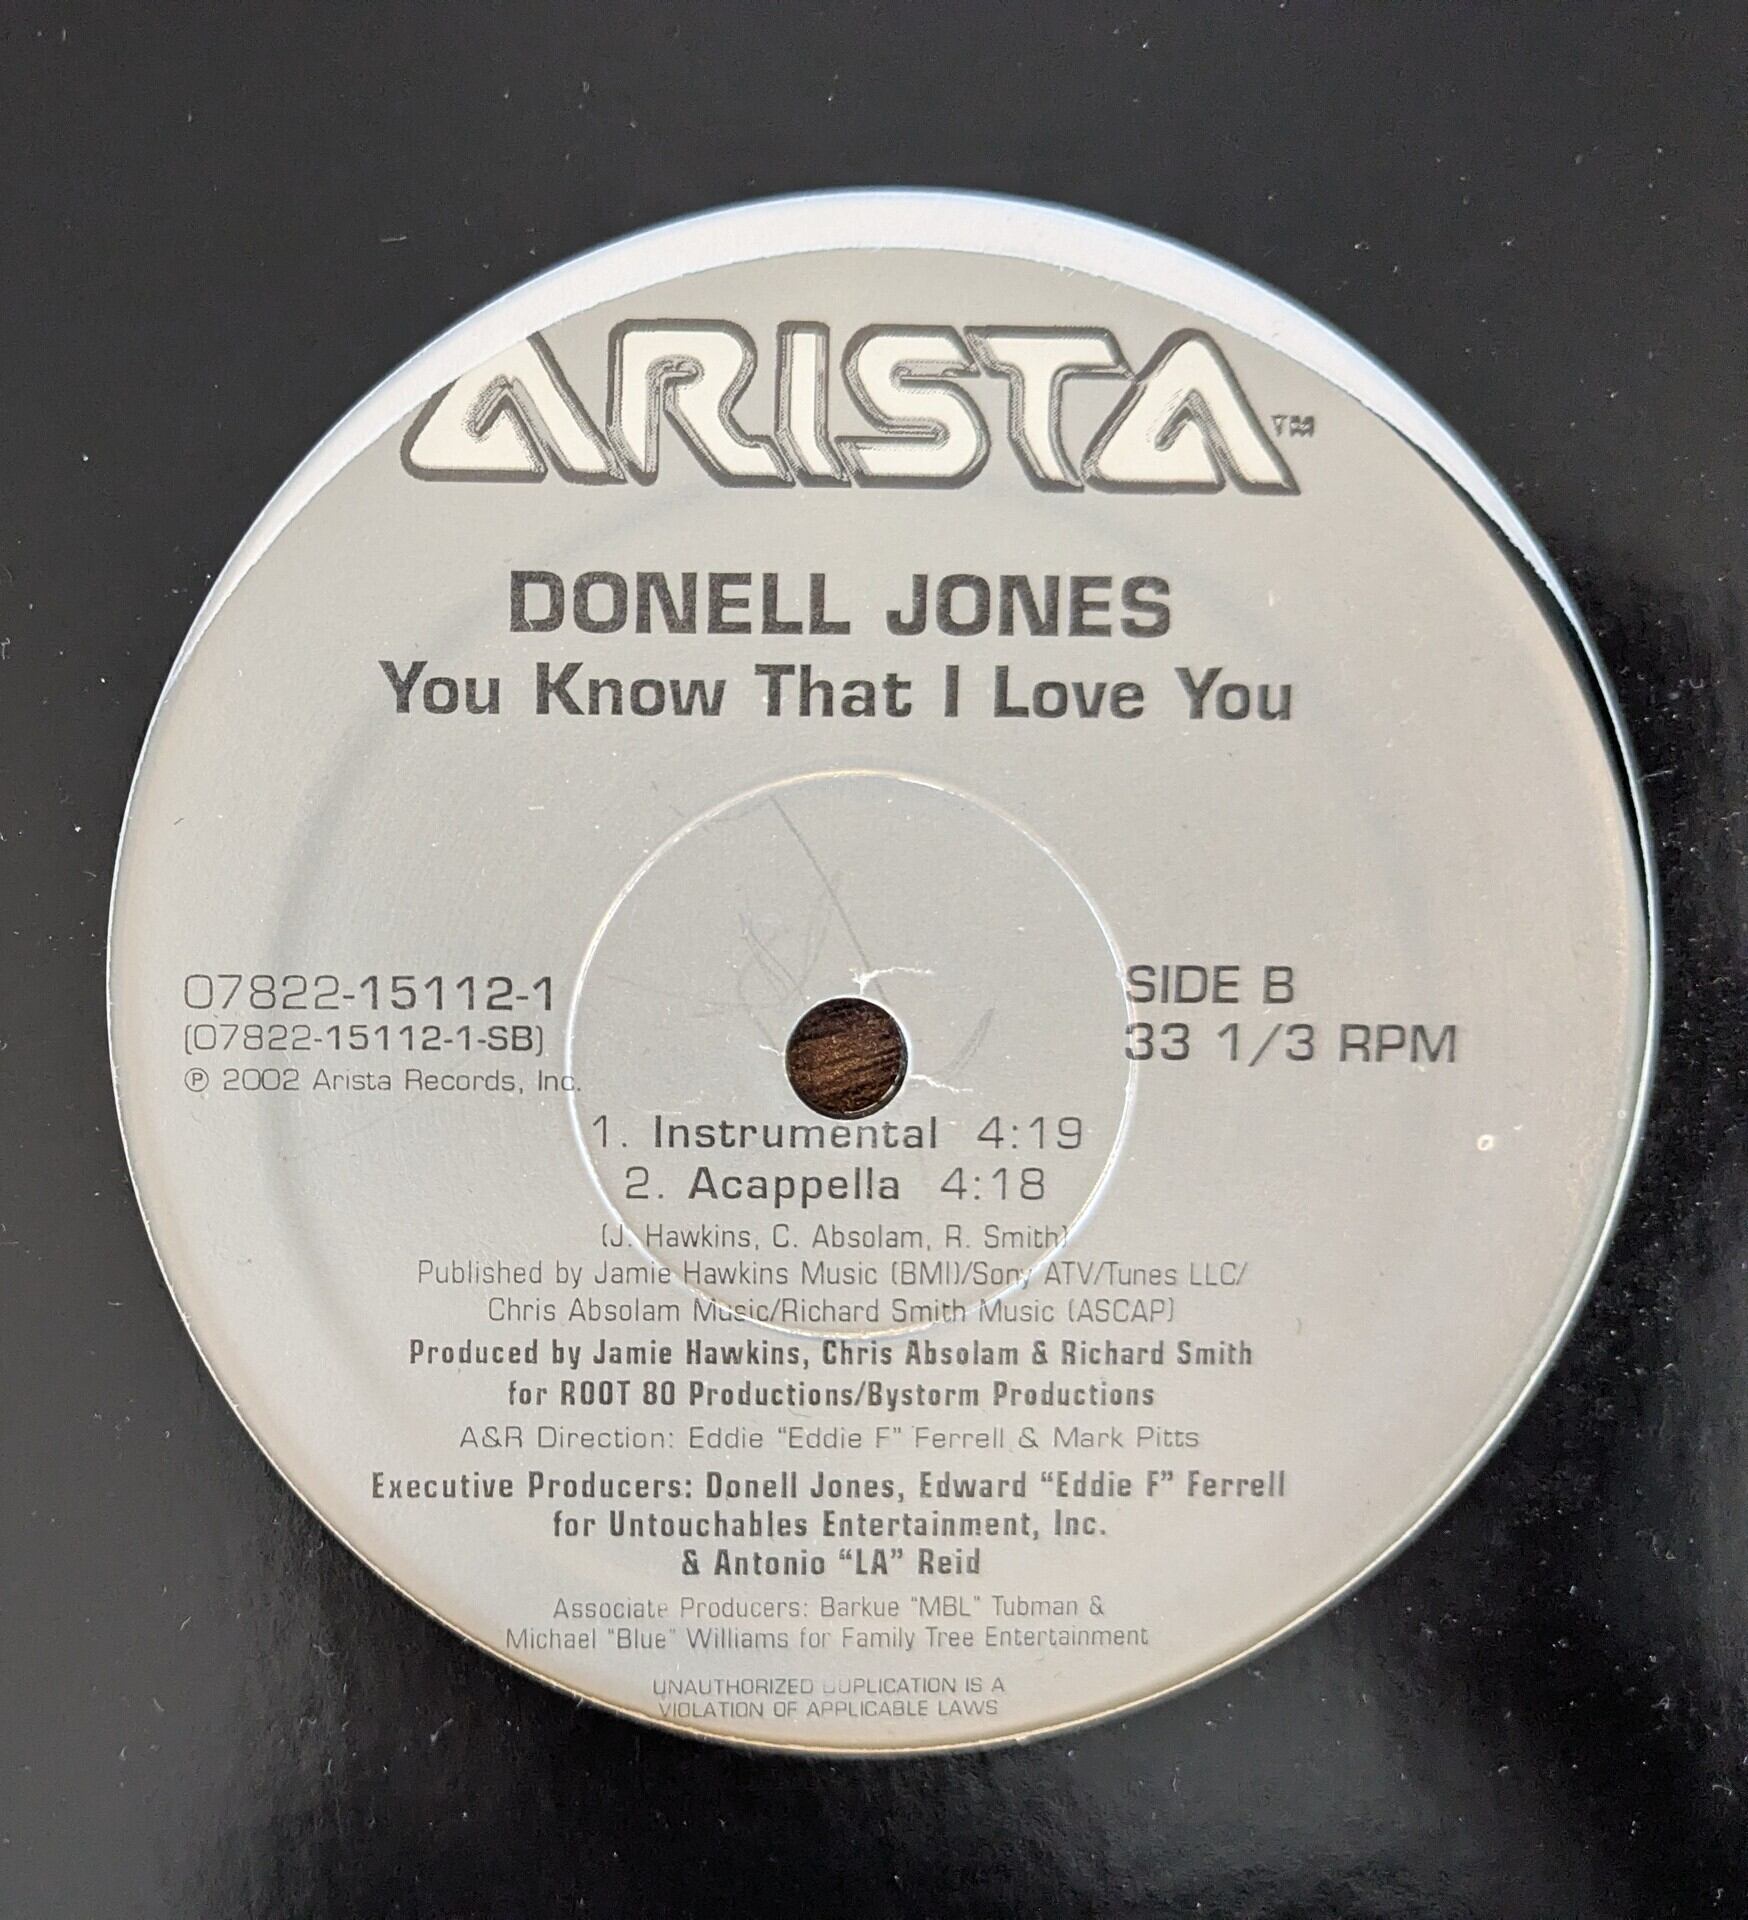 ARISTA™
DONELL JONES
You Know That I Love You
07822-15112-1
(07822-15112-1-SB)
℗ 2002 Arista Records, Inc.
SIDE B
33 1/3 RPM
1. Instrumental 4:19
2. Acappella 4:18
(J. Hawkins, C. Absolam, R. Smith)
Published by Jamie Hawkins Music (BMI)/Sony ATV/Tunes LLC/
Chris Absolam Music/Richard Smith Music (ASCAP)
Produced by Jamie Hawkins, Chris Absolam & Richard Smith
for ROOT 80 Productions/Bystorm Productions
A&R Direction: Eddie "Eddie F" Ferrell & Mark Pitts
Executive Producers: Donell Jones, Edward “Eddie F” Ferrell
for Untouchables Entertainment, Inc.
& Antonio “LA” Reid
Associate Producers: Barkue "MBL" Tubman &
Michael "Blue" Williams for Family Tree Entertainment
UNAUTHORIZED DUPLICATION IS A
VIOLATION OF APPLICABLE LAWS